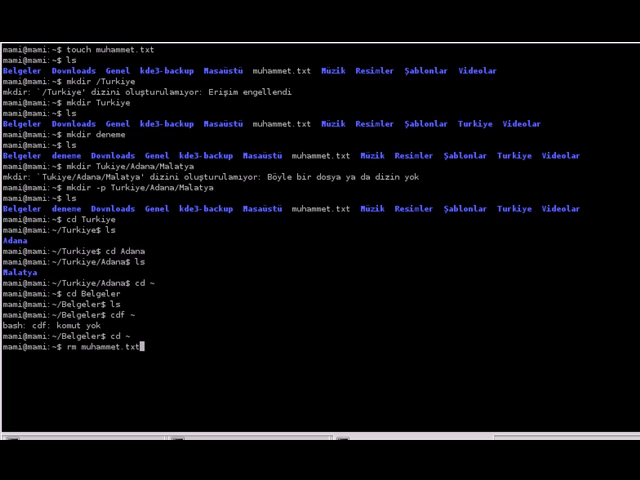 mami@mami:~$ touch muhammet.txt
mami@mami:~$ ls
Belgeler Downloads Genel kde3-backup Masaüstü muhammet.txt Müzik Resimler Şablonlar Videolar
mami@mami:~$ mkdir /Turkiye
mkdir: `/Turkiye' dizini oluşturulamıyor: Erişim engellendi
mami@mami:~$ mkdir Turkiye
mami@mami:~$ ls
Belgeler Downloads Genel kde3-backup Masaüstü muhammet.txt Müzik Resimler Şablonlar Turkiye Videolar
mami@mami:~$ mkdir deneme
mami@mami:~$ ls
Belgeler deneme Downloads Genel kde3-backup Masaüstü muhammet.txt Müzik Resimler Şablonlar Turkiye Videolar
mami@mami:~$ mkdir Tukiye/Adana/Malatya
mkdir: `Tukiye/Adana/Malatya' dizini oluşturulamıyor: Böyle bir dosya ya da dizin yok
mami@mami:~$ mkdir -p Turkiye/Adana/Malatya
mami@mami:~$ ls
Belgeler deneme Downloads Genel kde3-backup Masaüstü muhammet.txt Müzik Resimler Şablonlar Turkiye Videolar
mami@mami:~$ cd Turkiye
mami@mami:~/Turkiye$ ls
Adana
mami@mami:~/Turkiye$ cd Adana
mami@mami:~/Turkiye/Adana$ ls
Malatya
mami@mami:~/Turkiye/Adana$ cd ~
mami@mami:~$ cd Belgeler
mami@mami:~/Belgeler$ ls
mami@mami:~/Belgeler$ cdf ~
bash: cdf: komut yok
mami@mami:~/Belgeler$ cd ~
mami@mami:~$ rm muhammet.txt